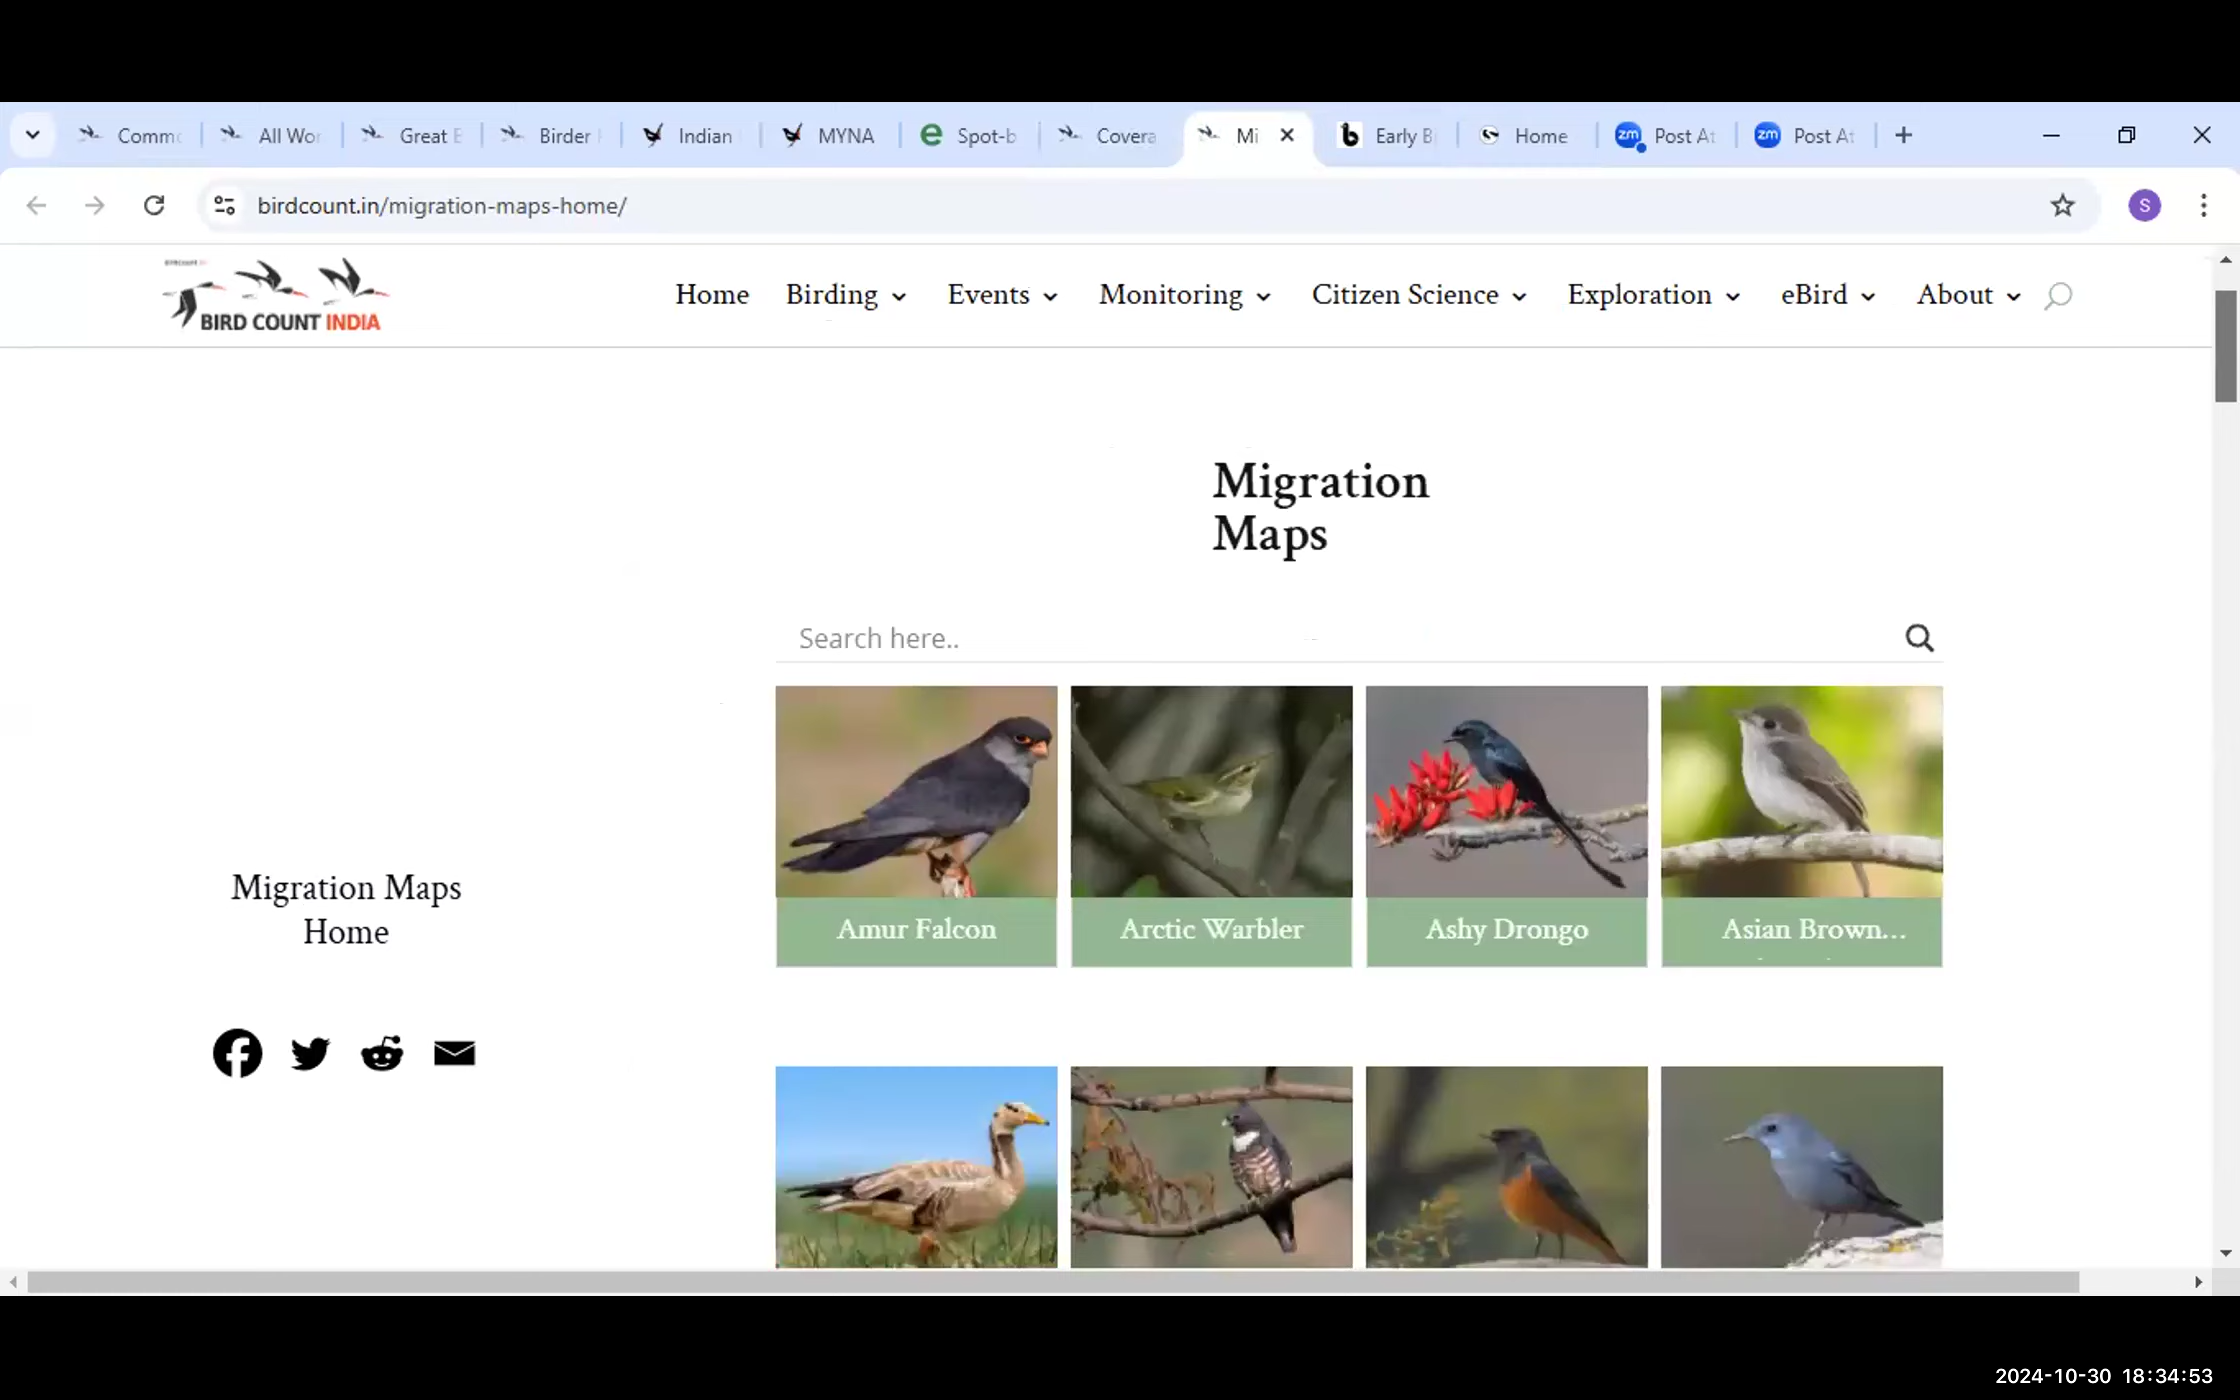 Commo
All Wo
Great B
Birder
Indian
MYNA
Spot-b
Covera
Mi
Early B
Home
Post At
Post At
birdcount.in/migration-maps-home/
S
BIRD COUNT INDIA
Home
Birding
Events
Monitoring
Citizen Science
Exploration
eBird
About
Migration
Maps
Search here..
Amur Falcon
Arctic Warbler
Ashy Drongo
Asian Brown...
Migration Maps
Home
2024-10-30 18:34:53